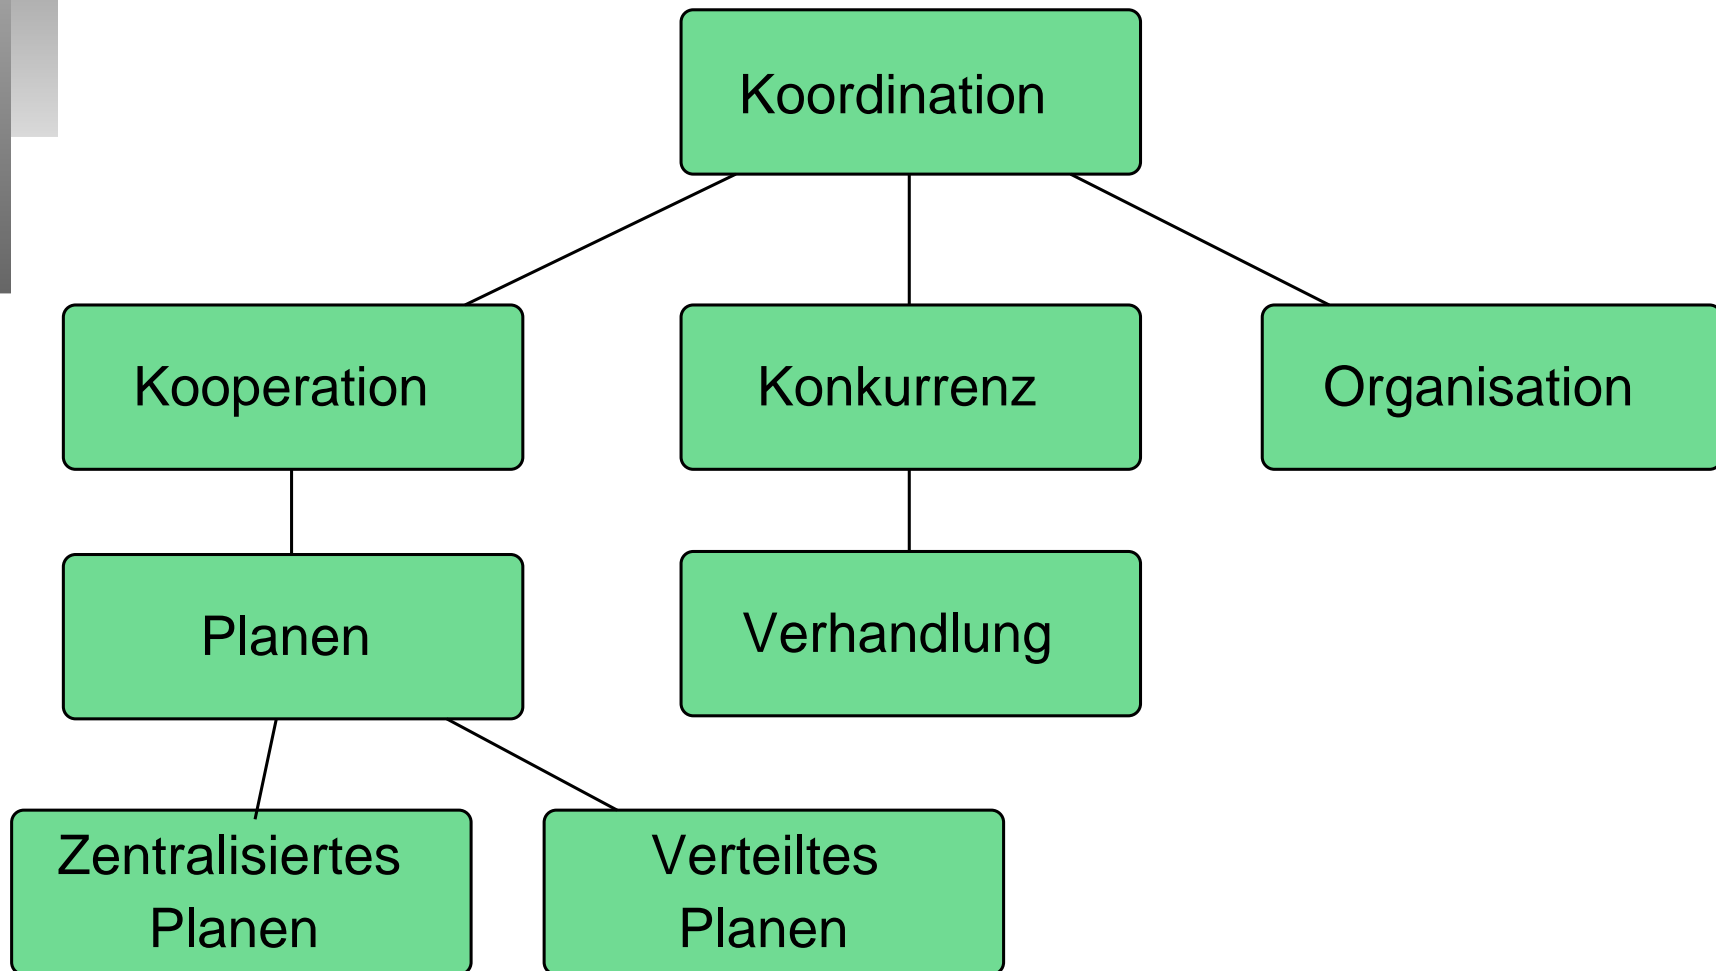 Koordination
Kooperation
Konkurrenz
Organisation
Planen
Verhandlung
Zentralisiertes
Planen
Verteiltes
Planen